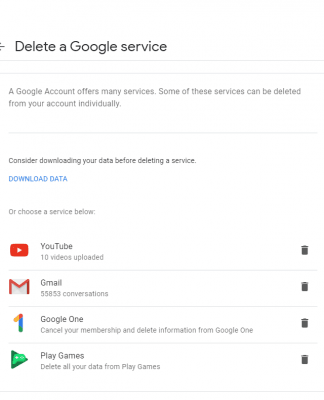 Delete a Google service
A Google Account offers many services. Some of these services can be deleted
from your account individually.
Consider downloading your data before deleting a service.
DOWNLOAD DATA
Or choose a service below:
YouTube
10 videos uploaded
Gmail
55853 conversations
Google One
Cancel your membership and delete information from Google One
Play Games
Delete all your data from Play Games